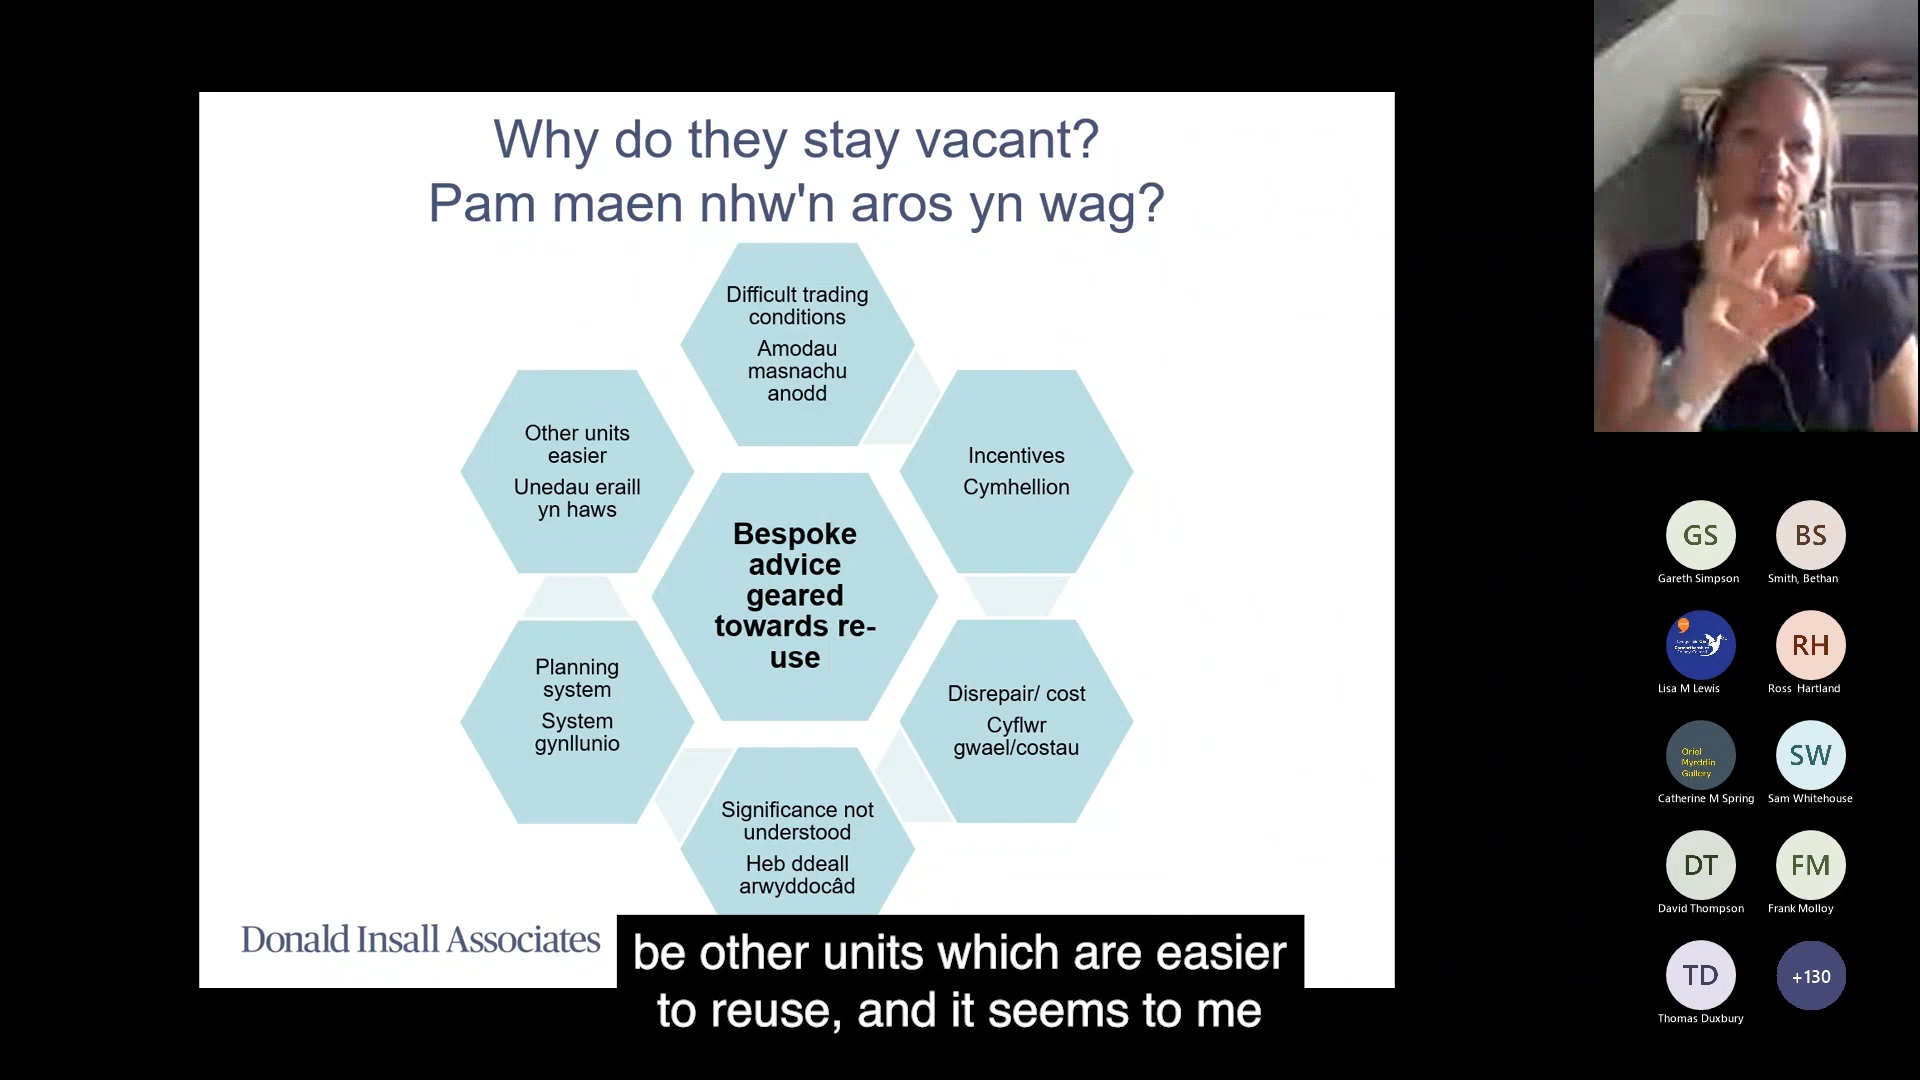 Why do they stay vacant?
Pam maen nhw'n aros yn wag?
Difficult trading
conditions
Amodau
masnachu
anodd
Incentives
Cymhellion
Disrepair/ cost
Cyflwr
gwael/costau
Significance not
understood
Heb ddeall
arwyddocâd
Planning
system
System
gynllunio
Other units
easier
Unedau eraill
yn haws
Bespoke
advice
geared
towards re-
use
Donald Insall Associates
be other units which are easier
to reuse, and it seems to me
GS
Gareth Simpson
BS
Smith, Bethan
Lisa M Lewis
RH
Ross Hartland
Oriel
Myrddin
Gallery
Catherine M Spring
SW
Sam Whitehouse
DT
David Thompson
FM
Frank Molloy
TD
Thomas Duxbury
+130